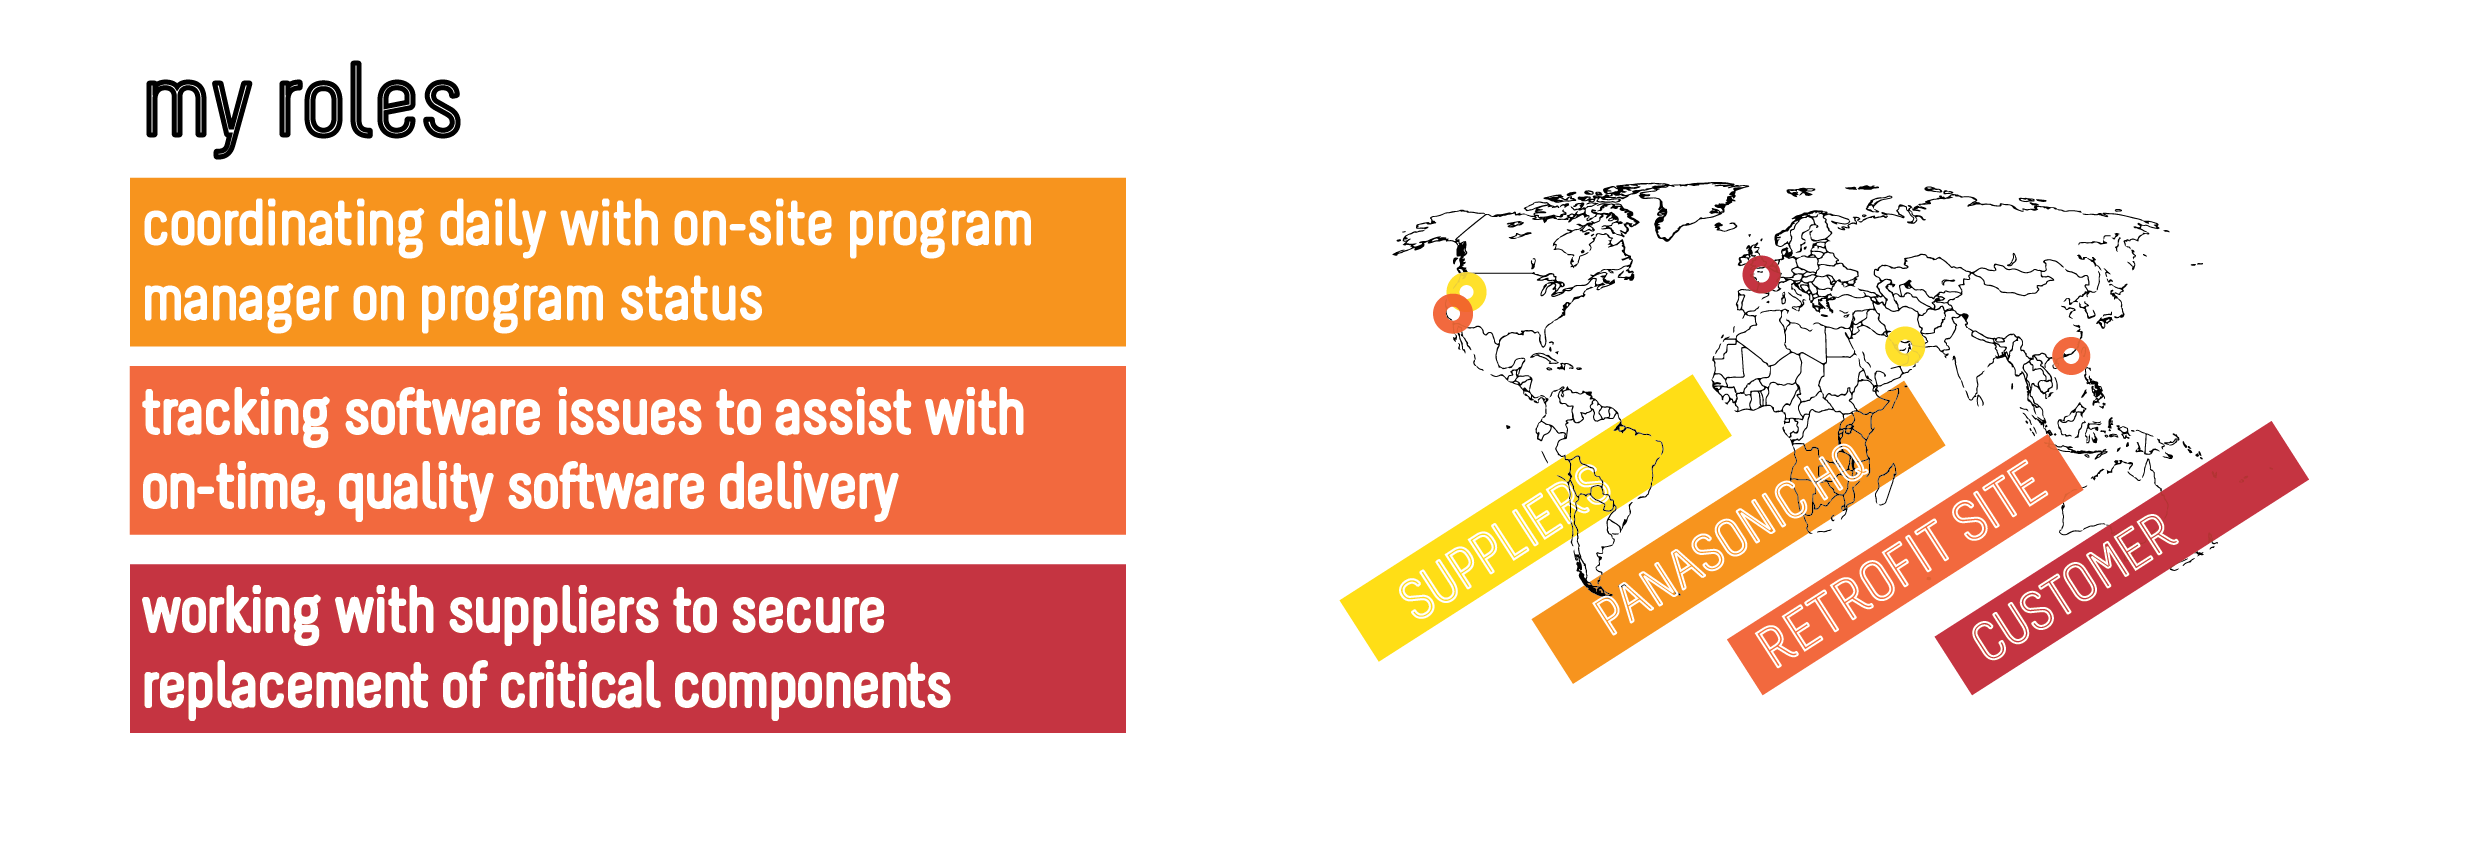 my roles
coordinating daily with on-site program
manager on program status
tracking software issues to assist with
on-time, quality software delivery
working with suppliers to secure
replacement of critical components
SUPPLIERS
PANASONIC HQ
RETROFIT SITE
CUSTOMER